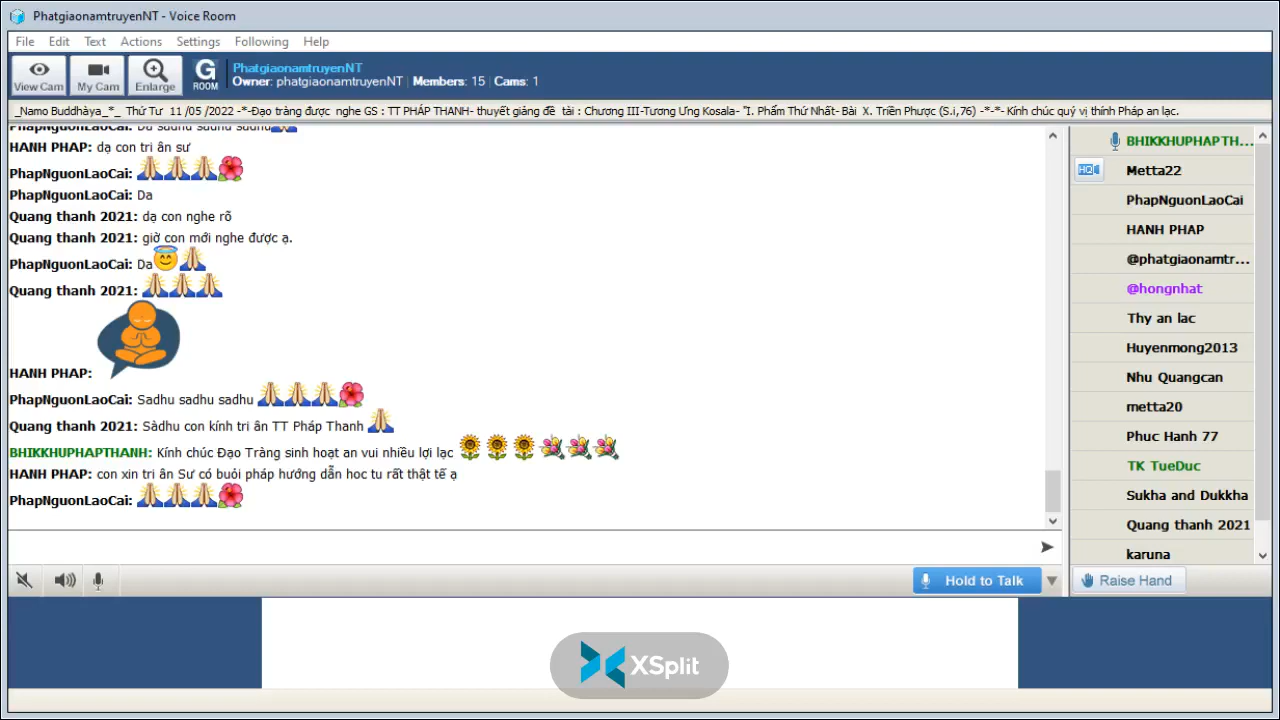 PhatgiaonamtruyenNT - Voice Room
File Edit Text Actions Settings Following Help
View Cam My Cam Enlarge G ROOM
PhatgiaonamtruyenNT
Owner: phatgiaonamtruyenNT | Members: 15 | Cams: 1
_Namo Buddhàya_*_ Thứ Tư 11 /05 /2022 -*-Đạo tràng được nghe GS : TT PHÁP THANH- thuyết giảng đề tài : Chương III-Tương Ưng Kosala- "I. Phẩm Thứ Nhất- Bài X. Triền Phược (S.i,76) -*-*- Kính chúc quý vị thính Pháp an lạc.
PhapNguonLaoCai: Da sadhu sadhu sadhu
HANH PHAP: dạ con tri ân sư
PhapNguonLaoCai:
PhapNguonLaoCai: Da
Quang thanh 2021: dạ con nghe rõ
Quang thanh 2021: giờ con mới nghe được ạ.
PhapNguonLaoCai: Da
Quang thanh 2021:
HANH PHAP:
PhapNguonLaoCai: Sadhu sadhu sadhu
Quang thanh 2021: Sàdhu con kính tri ân TT Pháp Thanh
BHIKKHUPHAPTHANH: Kính chúc Đạo Tràng sinh hoạt an vui nhiều lợi lạc
HANH PHAP: con xin tri ân Sư có buỏi pháp hướng dẫn hoc tu rất thật tế ạ
PhapNguonLaoCai:
BHIKKHUPHAPTH...
HQ
Metta22
PhapNguonLaoCai
HANH PHAP
@phatgiaonamtr...
@hongnhat
Thy an lac
Huyenmong2013
Nhu Quangcan
metta20
Phuc Hanh 77
TK TueDuc
Sukha and Dukkha
Quang thanh 2021
karuna
Hold to Talk
Raise Hand
XSplit